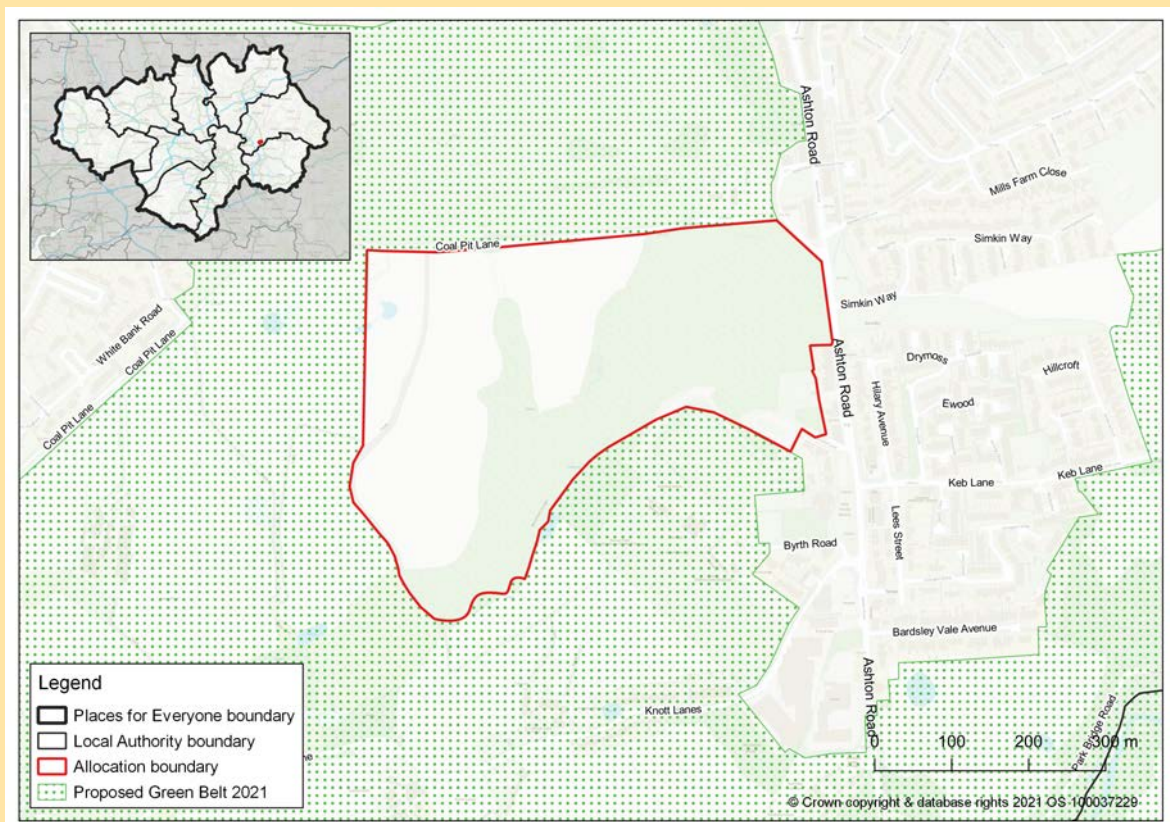 Ashton Road
Mills Farm Close
Coal Pit Lane
Simkin Way
Simkin Way
White Bank Road
Coal Pit Lane
Ashton Road
Drymoss
Hillcroft
Hilary Avenue
Ewood
Coal Pit Lane
Keb Lane
Keb Lane
Lees Street
Byrth Road
Bardsley Vale Avenue
Ashton Road
Knott Lanes
Park Bridge Road
Legend
Places for Everyone boundary
Local Authority boundary
Allocation boundary
Proposed Green Belt 2021
0 100 200 300 m
© Crown copyright & database rights 2021 OS 100037229